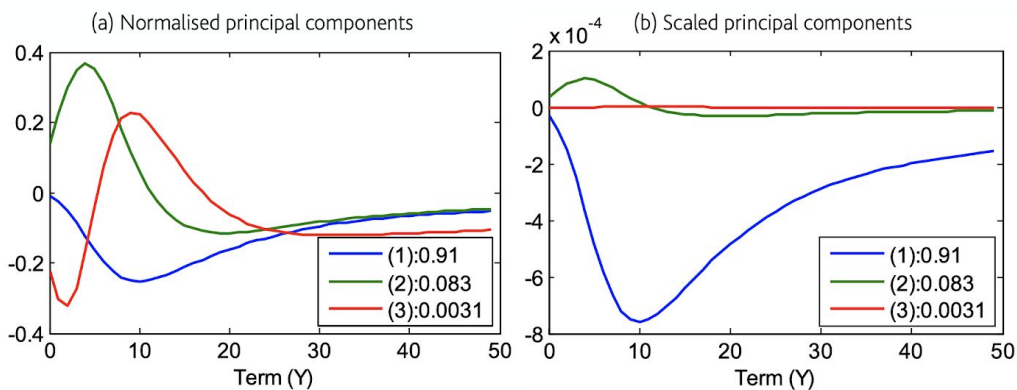 (a) Normalised principal components
0.4
0.2
0
-0.2
-0.4
0 10 20 30 40 50
Term (Y)
(1):0.91
(2):0.083
(3):0.0031
(b) Scaled principal components
x 10⁻⁴
2
0
-2
-4
-6
-8
0 10 20 30 40 50
Term (Y)
(1):0.91
(2):0.083
(3):0.0031